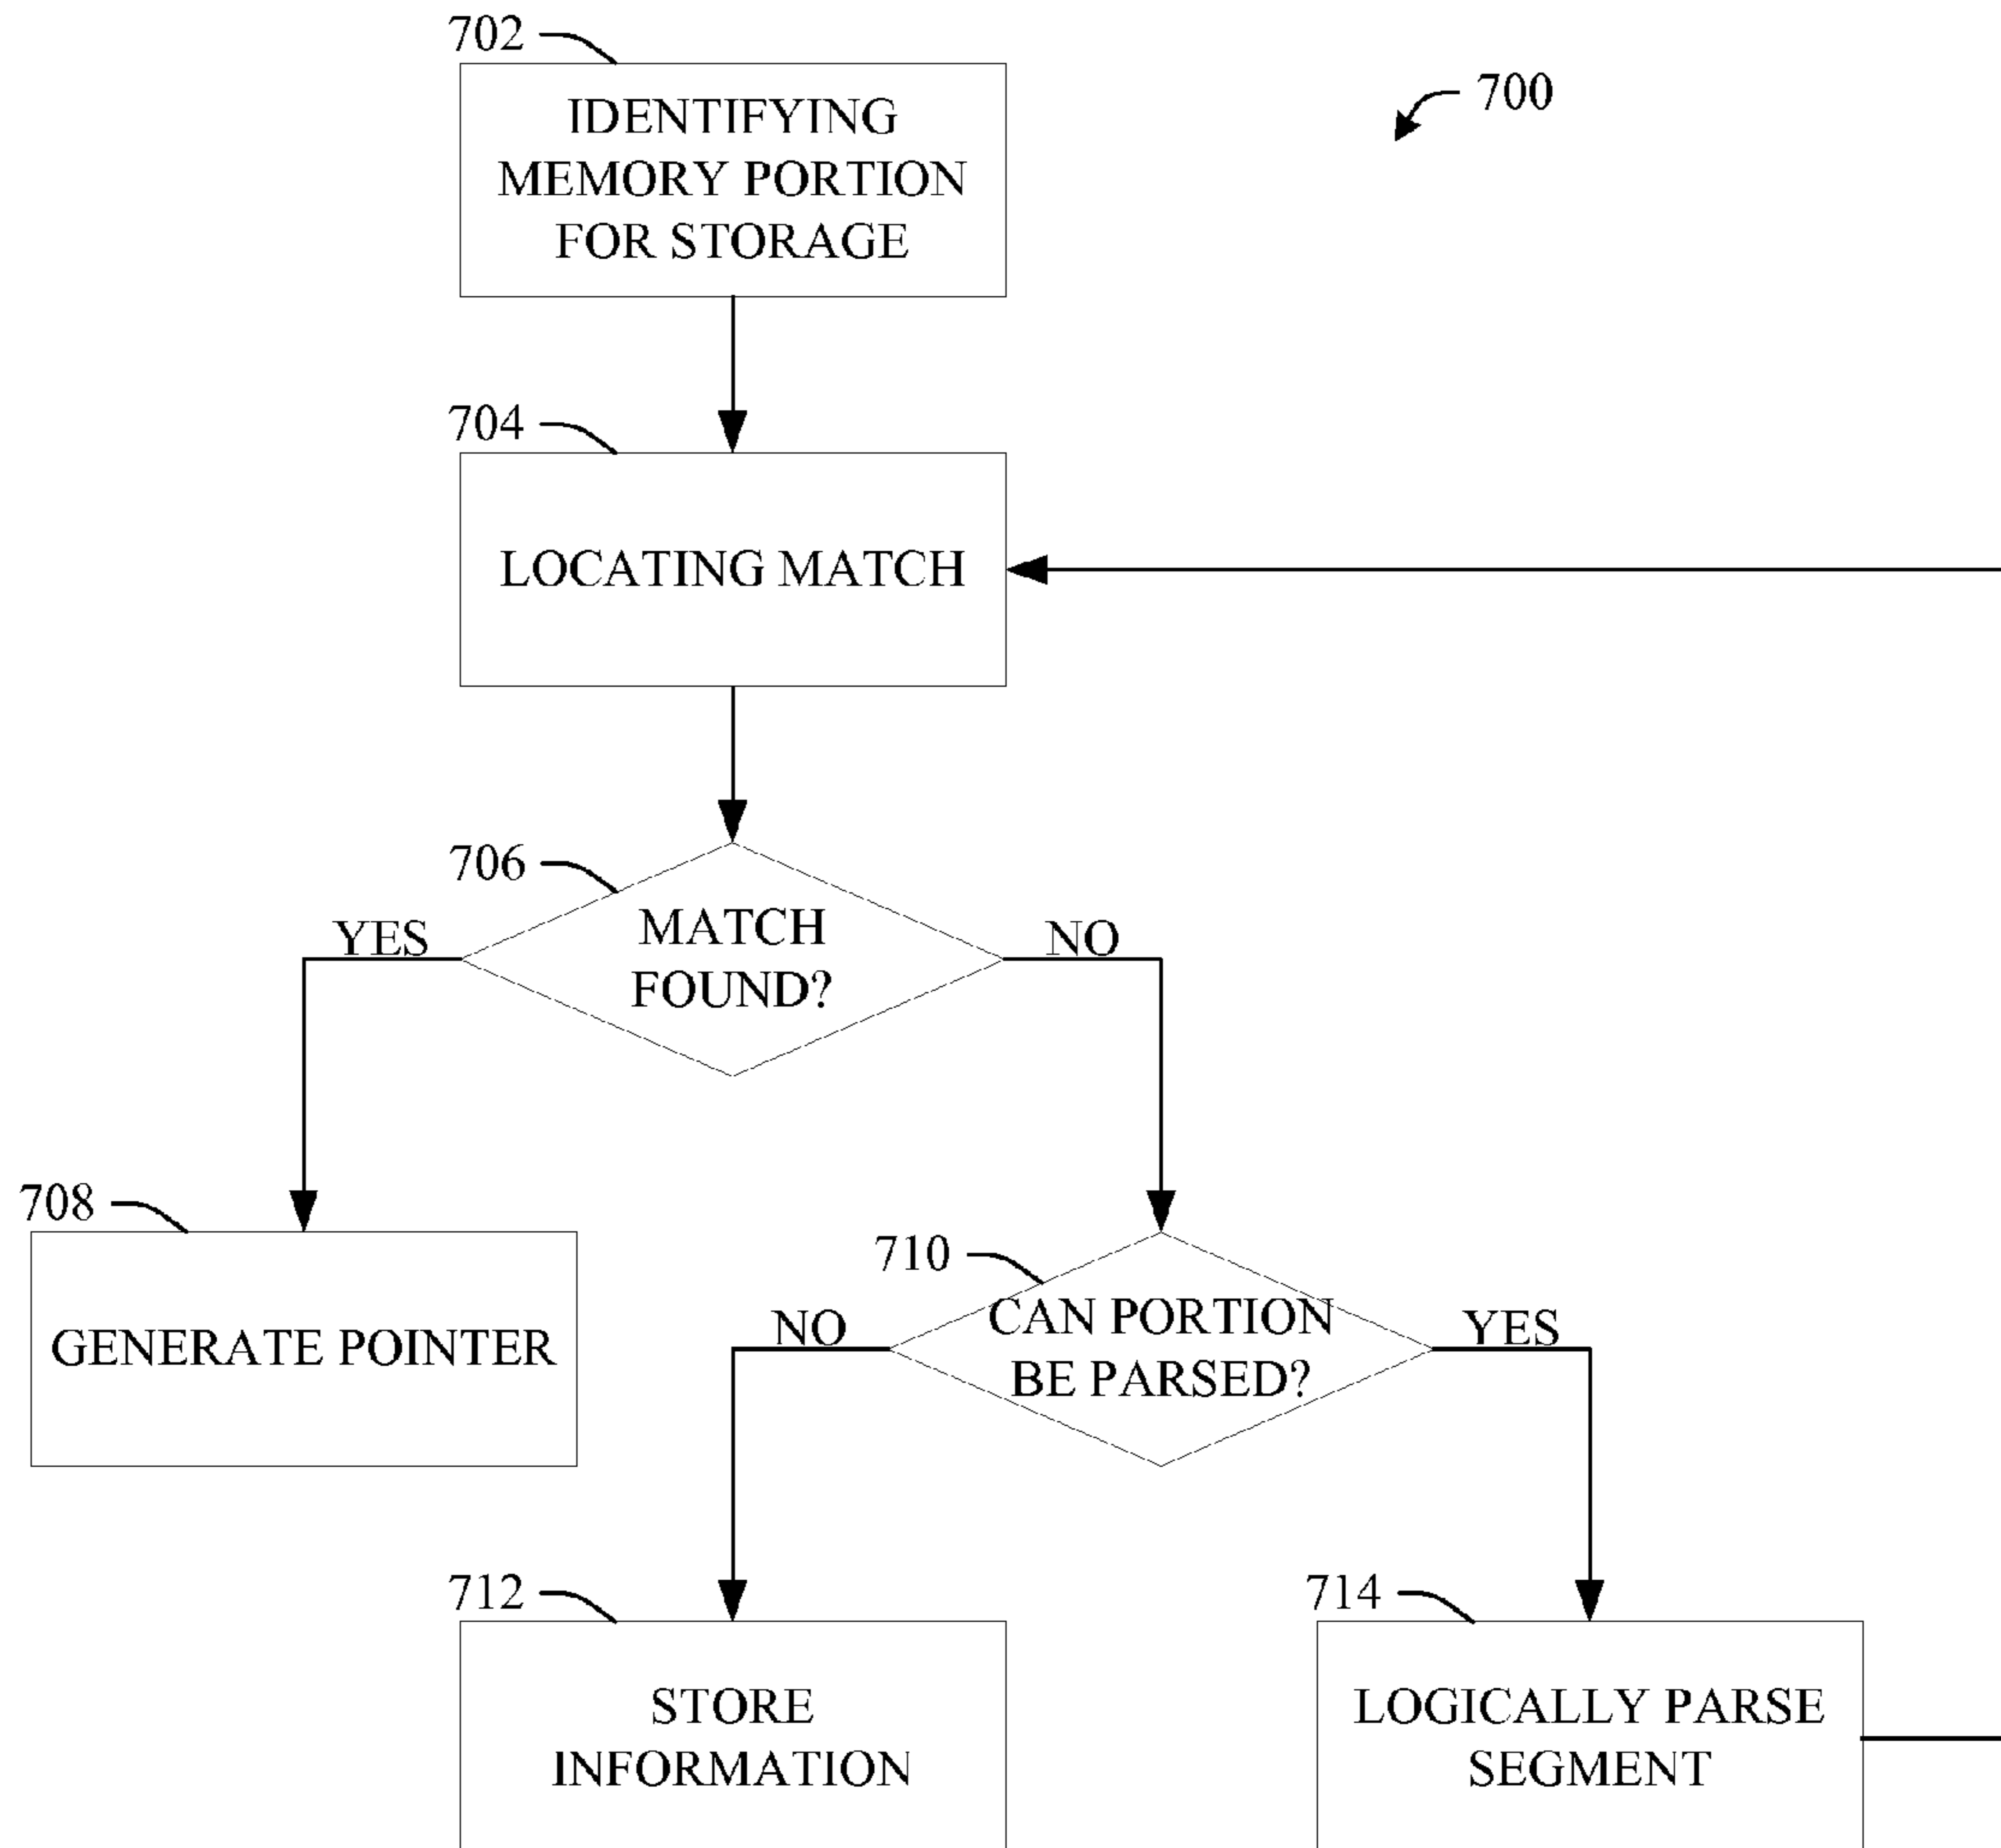 702
IDENTIFYING
MEMORY PORTION
FOR STORAGE
700
704
LOCATING MATCH
706
MATCH
FOUND?
YES
NO
708
GENERATE POINTER
710
CAN PORTION
BE PARSED?
NO
YES
712
STORE
INFORMATION
714
LOGICALLY PARSE
SEGMENT